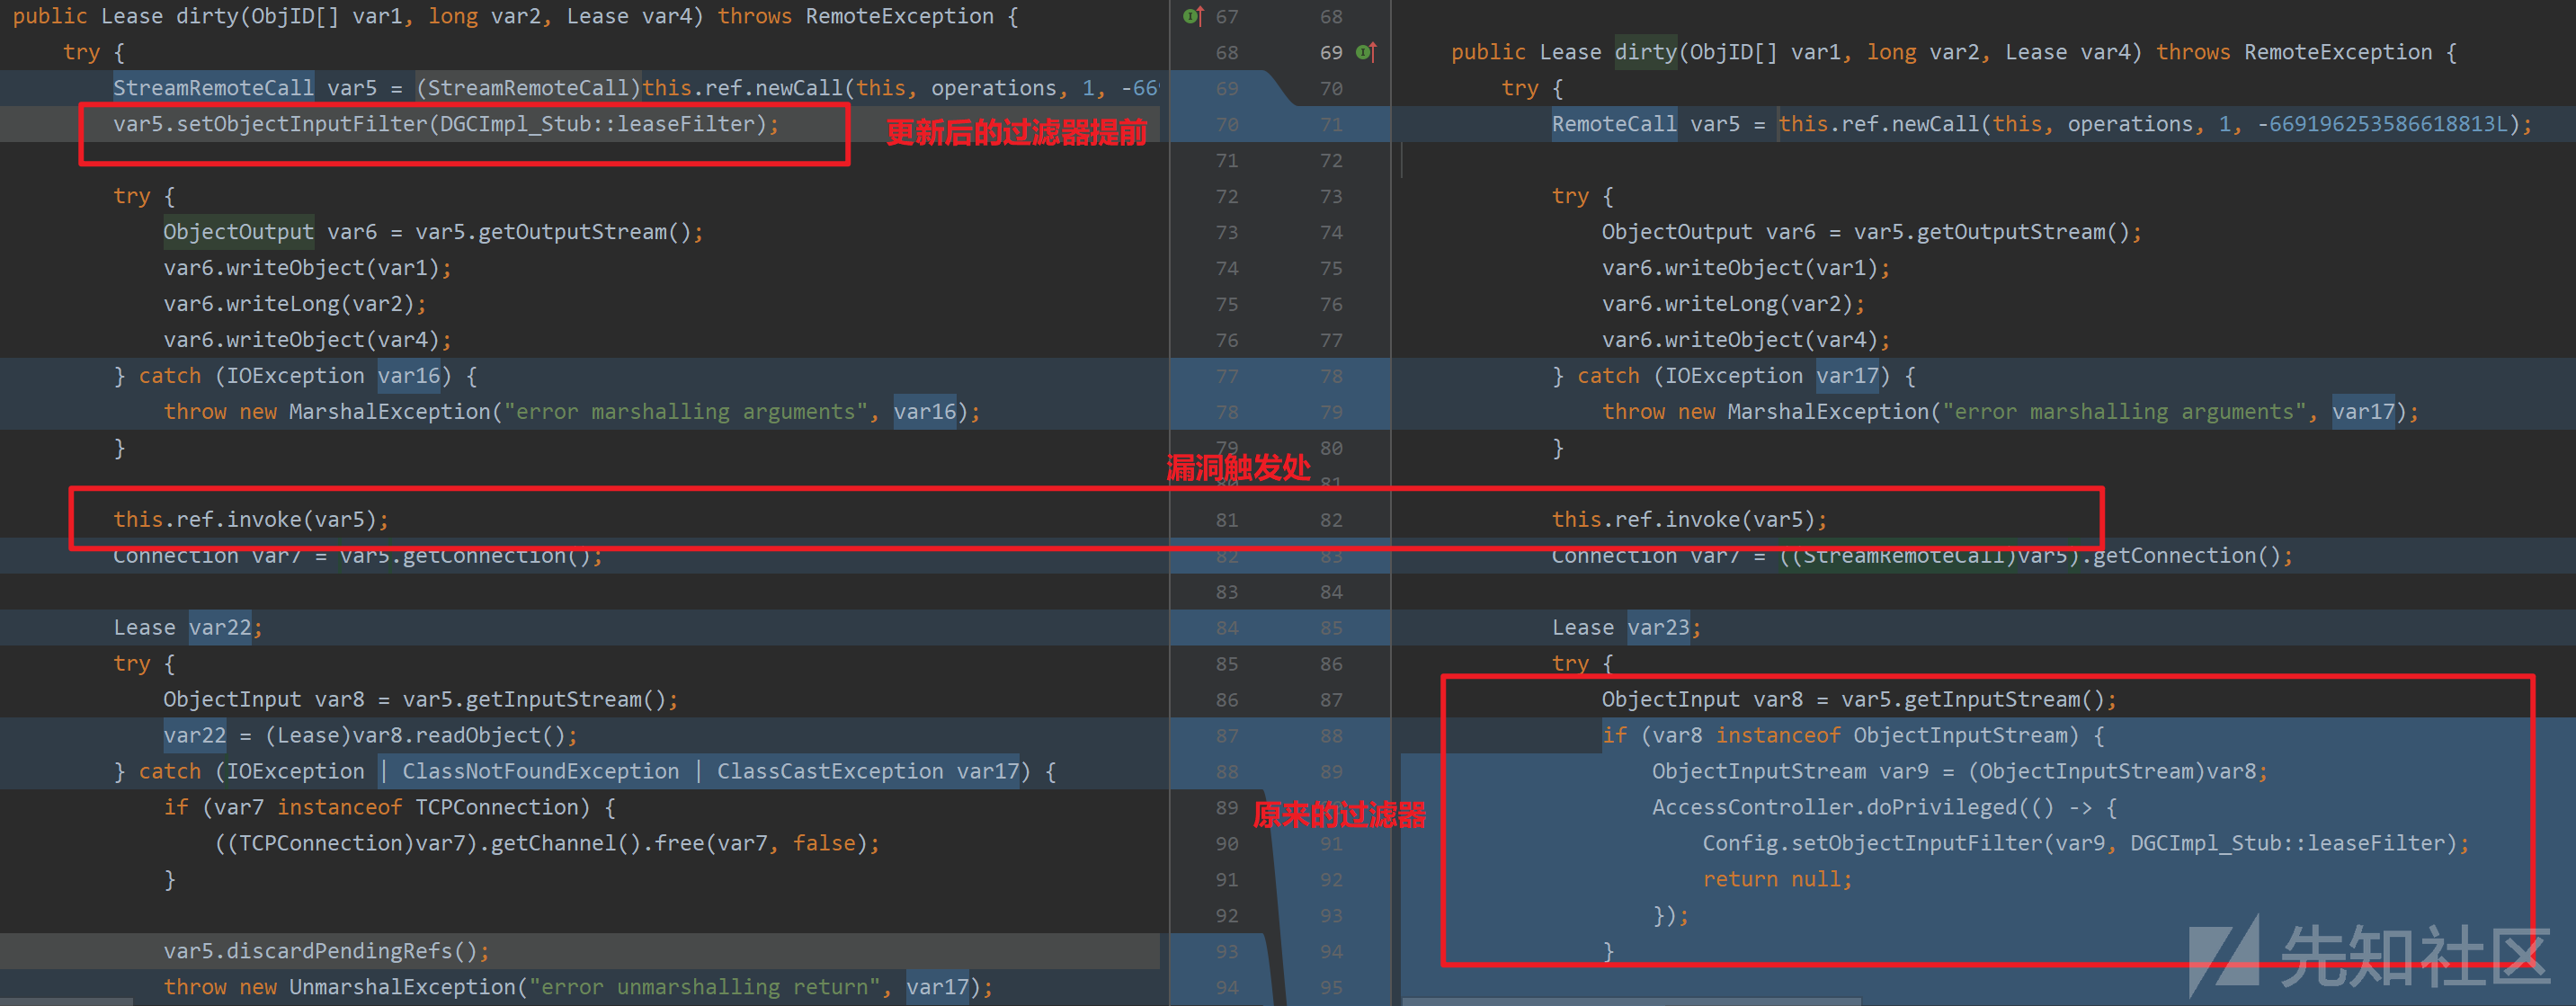 public Lease dirty(ObjID[] var1, long var2, Lease var4) throws RemoteException {
try {
StreamRemoteCall var5 = (StreamRemoteCall)this.ref.newCall(this, operations, 1, -669
var5.setObjectInputFilter(DGCImpl_Stub::leaseFilter);
更新后的过滤器提前
try {
ObjectOutput var6 = var5.getOutputStream();
var6.writeObject(var1);
var6.writeLong(var2);
var6.writeObject(var4);
} catch (IOException var16) {
throw new MarshalException("error marshalling arguments", var16);
}
漏洞触发处
this.ref.invoke(var5);
Connection var7 = var5.getConnection();
Lease var22;
try {
ObjectInput var8 = var5.getInputStream();
var22 = (Lease)var8.readObject();
} catch (IOException | ClassNotFoundException | ClassCastException var17) {
if (var7 instanceof TCPConnection) {
((TCPConnection)var7).getChannel().free(var7, false);
}
var5.discardPendingRefs();
throw new UnmarshalException("error unmarshalling return", var17);
67 68
68 69
69 70
70 71
71 72
72 73
73 74
74 75
75 76
76 77
77 78
78 79
79 80
80 81
81 82
82 83
83 84
84 85
85 86
86 87
87 88
88 89
89
90 91
91 92
92 93
93 94
94 95
public Lease dirty(ObjID[] var1, long var2, Lease var4) throws RemoteException {
try {
RemoteCall var5 = this.ref.newCall(this, operations, 1, -669196253586618813L);
try {
ObjectOutput var6 = var5.getOutputStream();
var6.writeObject(var1);
var6.writeLong(var2);
var6.writeObject(var4);
} catch (IOException var17) {
throw new MarshalException("error marshalling arguments", var17);
}
this.ref.invoke(var5);
Connection var7 = ((StreamRemoteCall)var5).getConnection();
Lease var23;
try {
ObjectInput var8 = var5.getInputStream();
if (var8 instanceof ObjectInputStream) {
ObjectInputStream var9 = (ObjectInputStream)var8;
原来的过滤器
AccessController.doPrivileged(() -> {
Config.setObjectInputFilter(var9, DGCImpl_Stub::leaseFilter);
return null;
});
}
先知社区